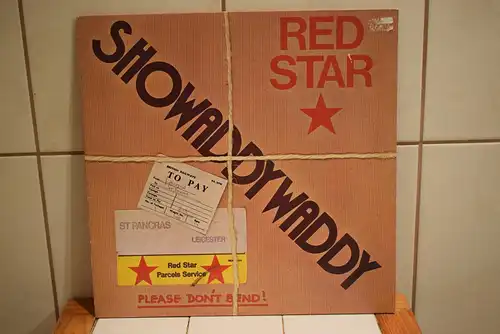 RED
STAR
SHOWADDYWADDY
TO PAY
ST PANCRAS
LEICESTER
Red Star
Parcels Service
PLEASE DON'T BEND!